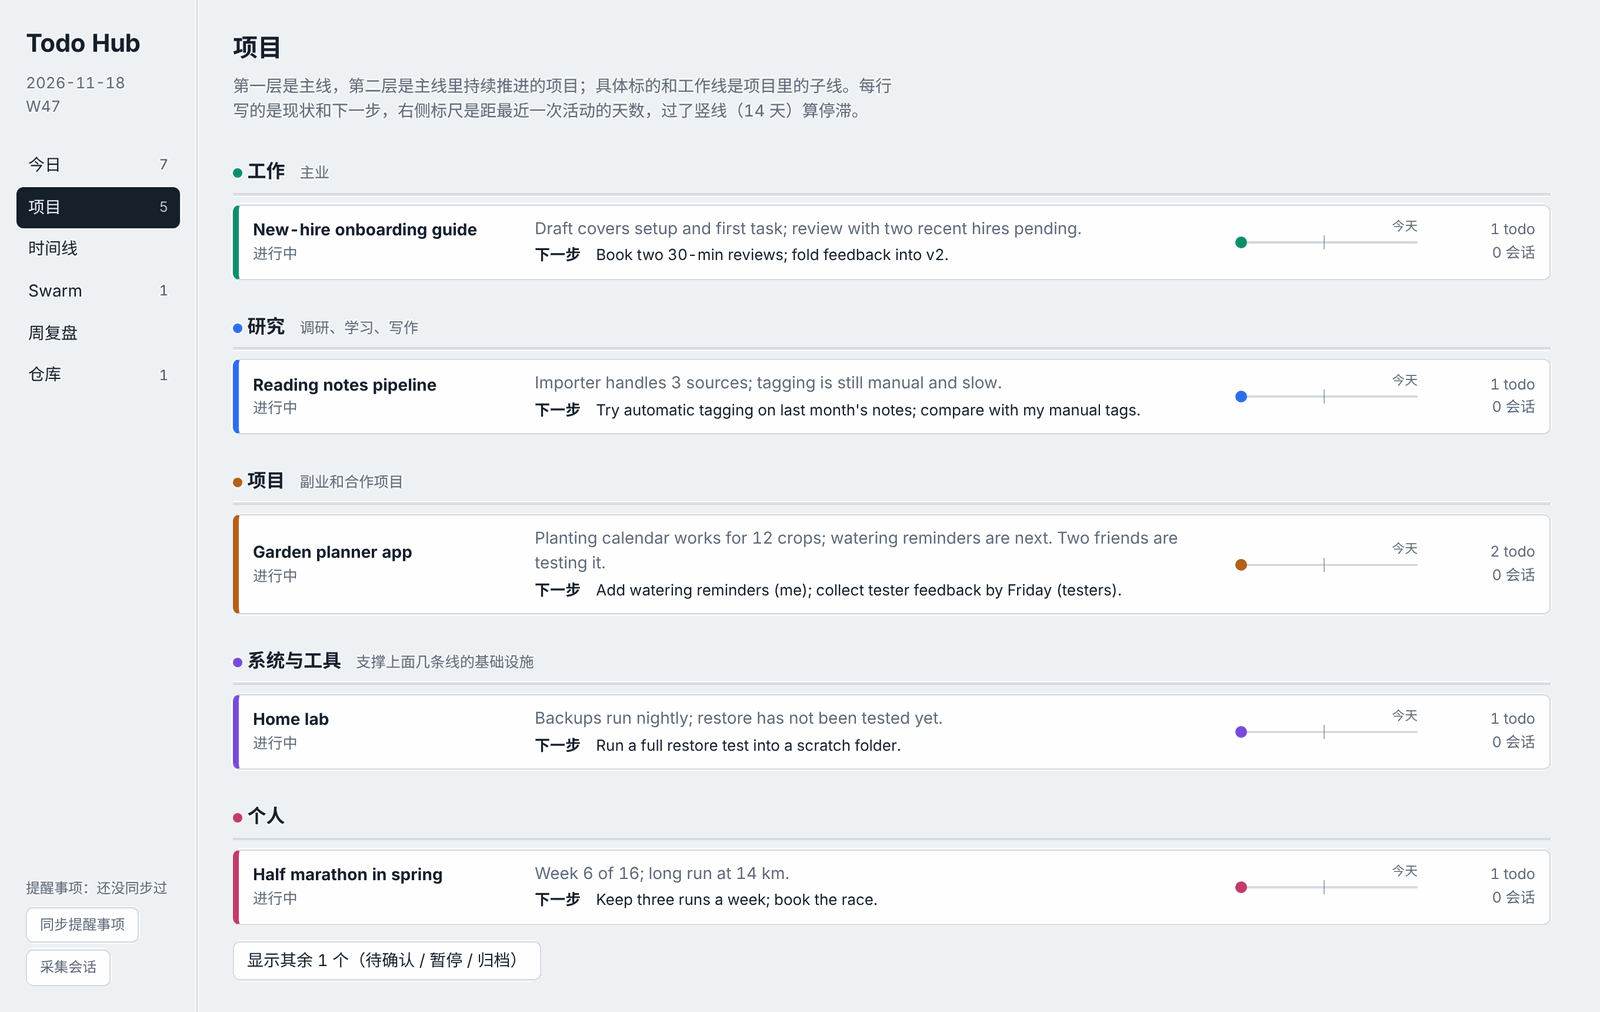 Todo Hub
2026-11-18
W47
今日 7
项目 5
时间线
Swarm 1
周复盘
仓库 1
提醒事项：还没同步过
同步提醒事项
采集会话
项目
第一层是主线，第二层是主线里持续推进的项目；具体标的和工作线是项目里的子线。每行
写的是现状和下一步，右侧标尺是距最近一次活动的天数，过了竖线（14 天）算停滞。
工作 主业
New-hire onboarding guide
进行中
Draft covers setup and first task; review with two recent hires pending.
下一步 Book two 30-min reviews; fold feedback into v2.
今天
1 todo
0 会话
研究 调研、学习、写作
Reading notes pipeline
进行中
Importer handles 3 sources; tagging is still manual and slow.
下一步 Try automatic tagging on last month's notes; compare with my manual tags.
今天
1 todo
0 会话
项目 副业和合作项目
Garden planner app
进行中
Planting calendar works for 12 crops; watering reminders are next. Two friends are
testing it.
下一步 Add watering reminders (me); collect tester feedback by Friday (testers).
今天
2 todo
0 会话
系统与工具 支撑上面几条线的基础设施
Home lab
进行中
Backups run nightly; restore has not been tested yet.
下一步 Run a full restore test into a scratch folder.
今天
1 todo
0 会话
个人
Half marathon in spring
进行中
Week 6 of 16; long run at 14 km.
下一步 Keep three runs a week; book the race.
今天
1 todo
0 会话
显示其余 1 个（待确认 / 暂停 / 归档）